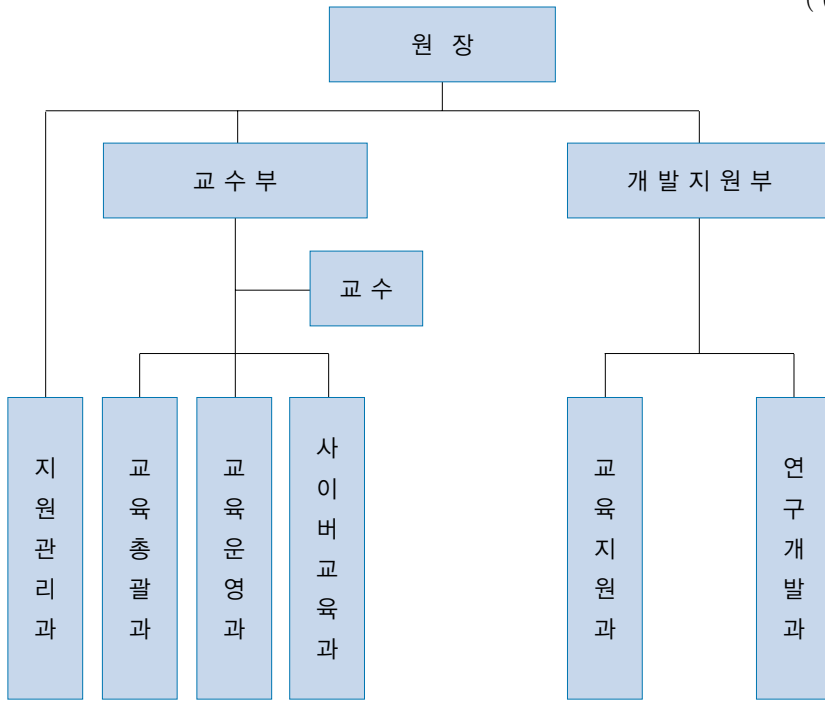 원 장
교 수 부
개 발 지 원 부
교 수
지원관리과
교육총괄과
교육운영과
사이버교육과
교육지원과
연구개발과